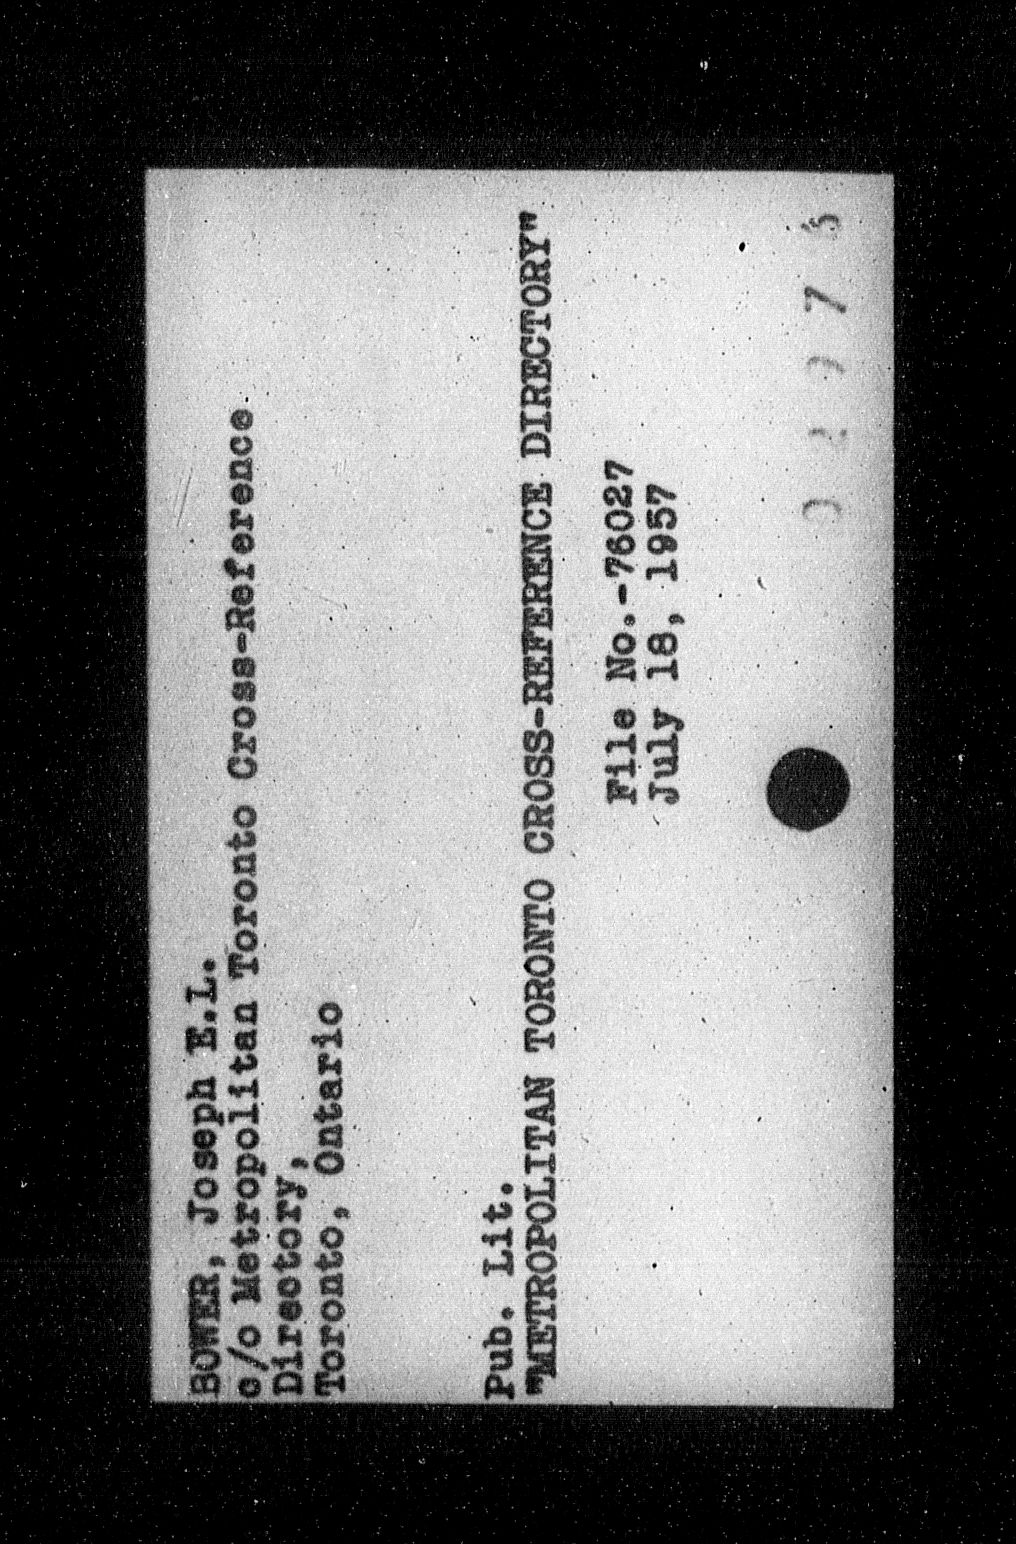 BOWER, Joseph E.L.
c/o Metropolitan Toronto Cross-Reference
Directory,
Toronto, Ontario
Pub. Lit.
"METROPOLITAN TORONTO CROSS-REFERENCE DIRECTORY"
File No.-76027
July 18, 1957